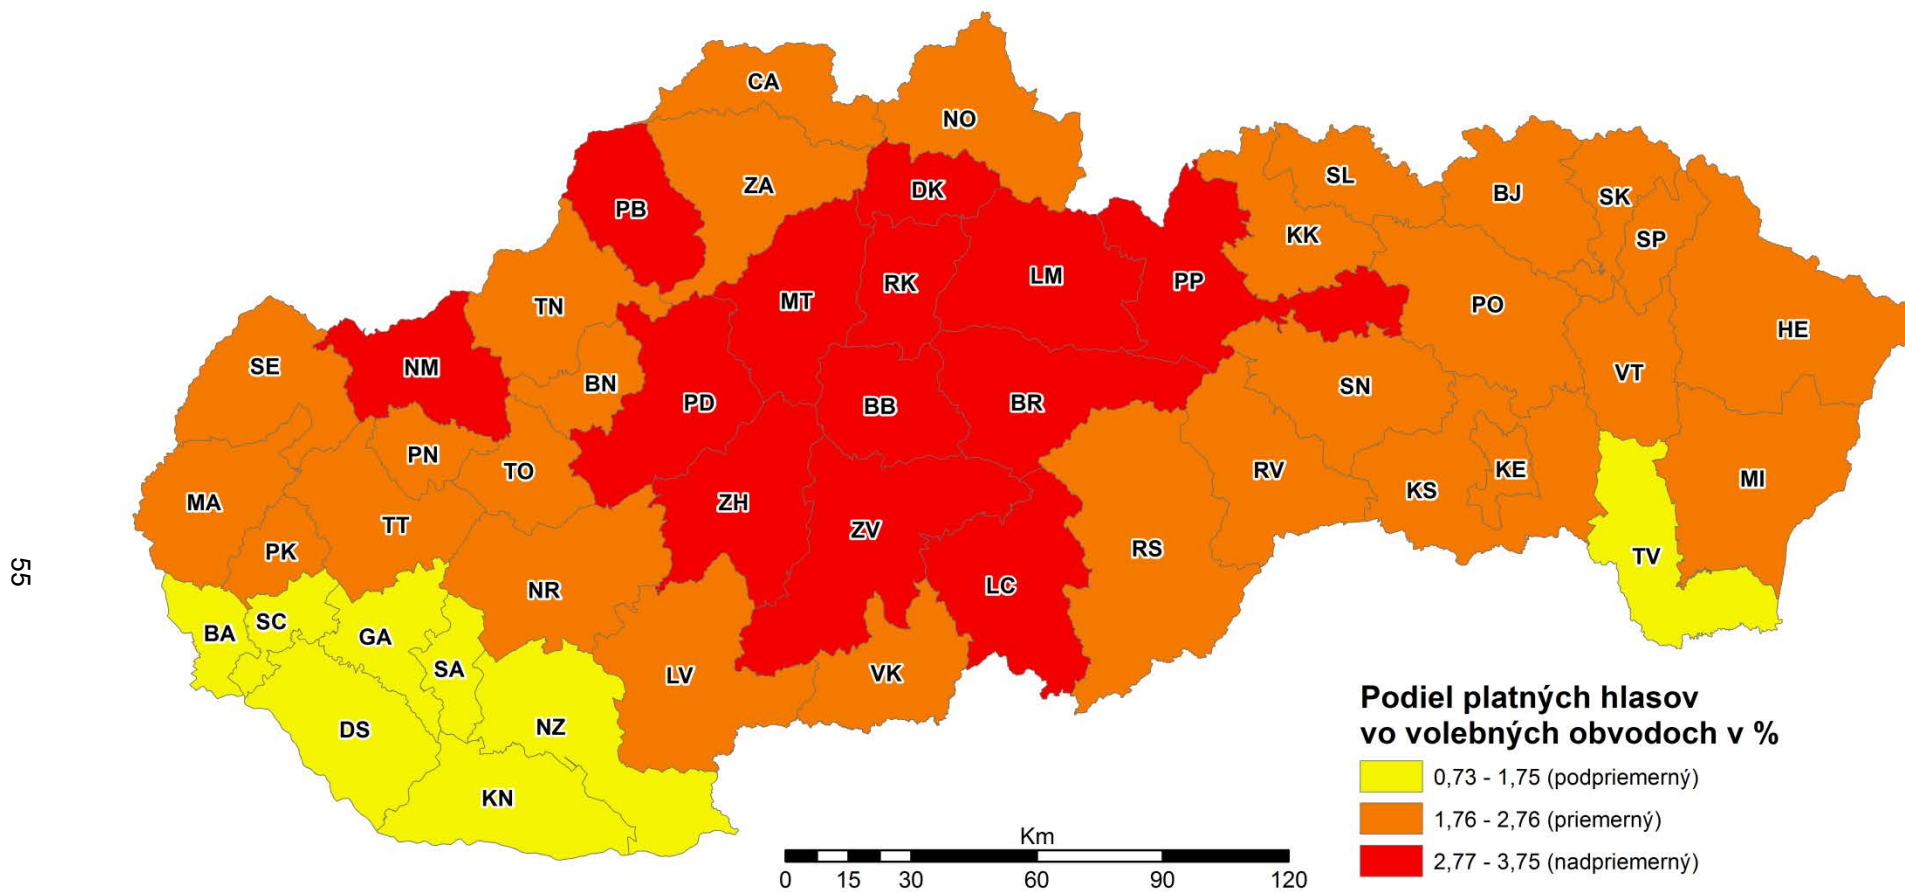 CA
NO
ZA
DK
PB
SL
BJ
SK
KK
SP
RK
LM
PP
MT
TN
PO
HE
SE
NM
BN
PD
BB
BR
SN
VT
PN
TO
ZH
RV
KS
KE
MI
MA
TT
ZV
PK
RS
TV
NR
LC
BA
SC
GA
SA
LV
VK
DS
NZ
KN
55
Podiel platných hlasov
vo volebných obvodoch v %
0,73 - 1,75 (podpriemerný)
1,76 - 2,76 (priemerný)
2,77 - 3,75 (nadpriemerný)
Km
0 15 30 60 90 120